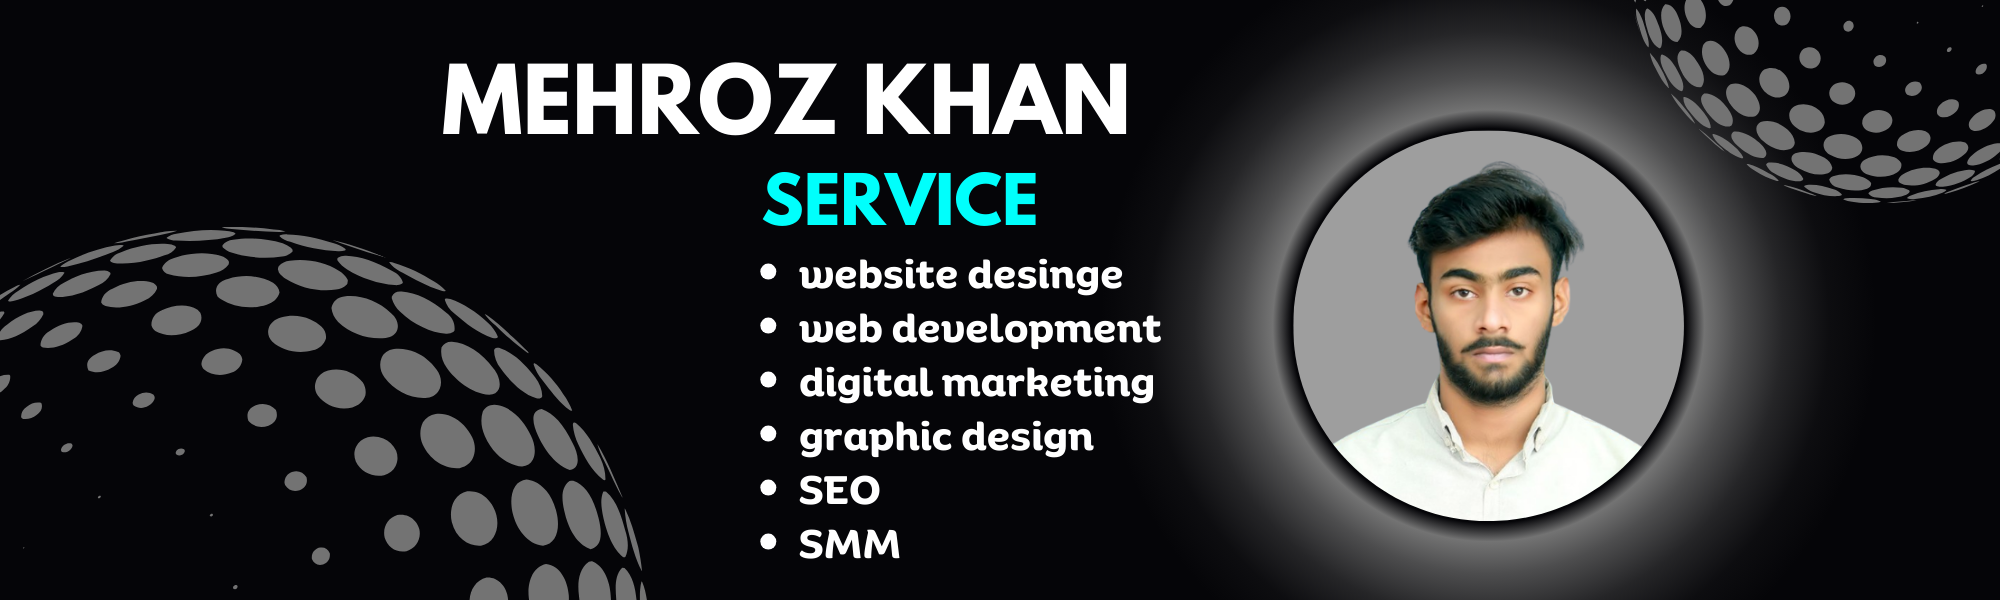 MEHROZ KHAN
SERVICE
• website desinge
• web development
• digital marketing
• graphic design
• SEO
• SMM